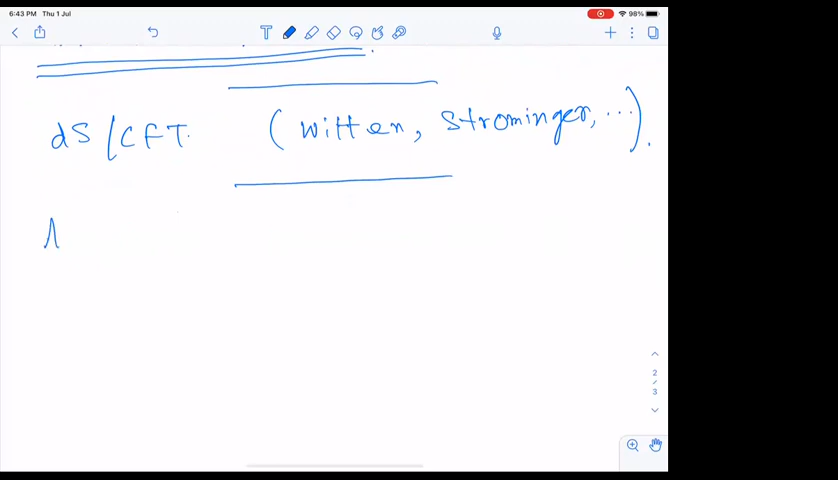 6:43 PM Thu 1 Jul
98%
dS/CFT (Witten, Strominger, ...).
Λ
2
/
3